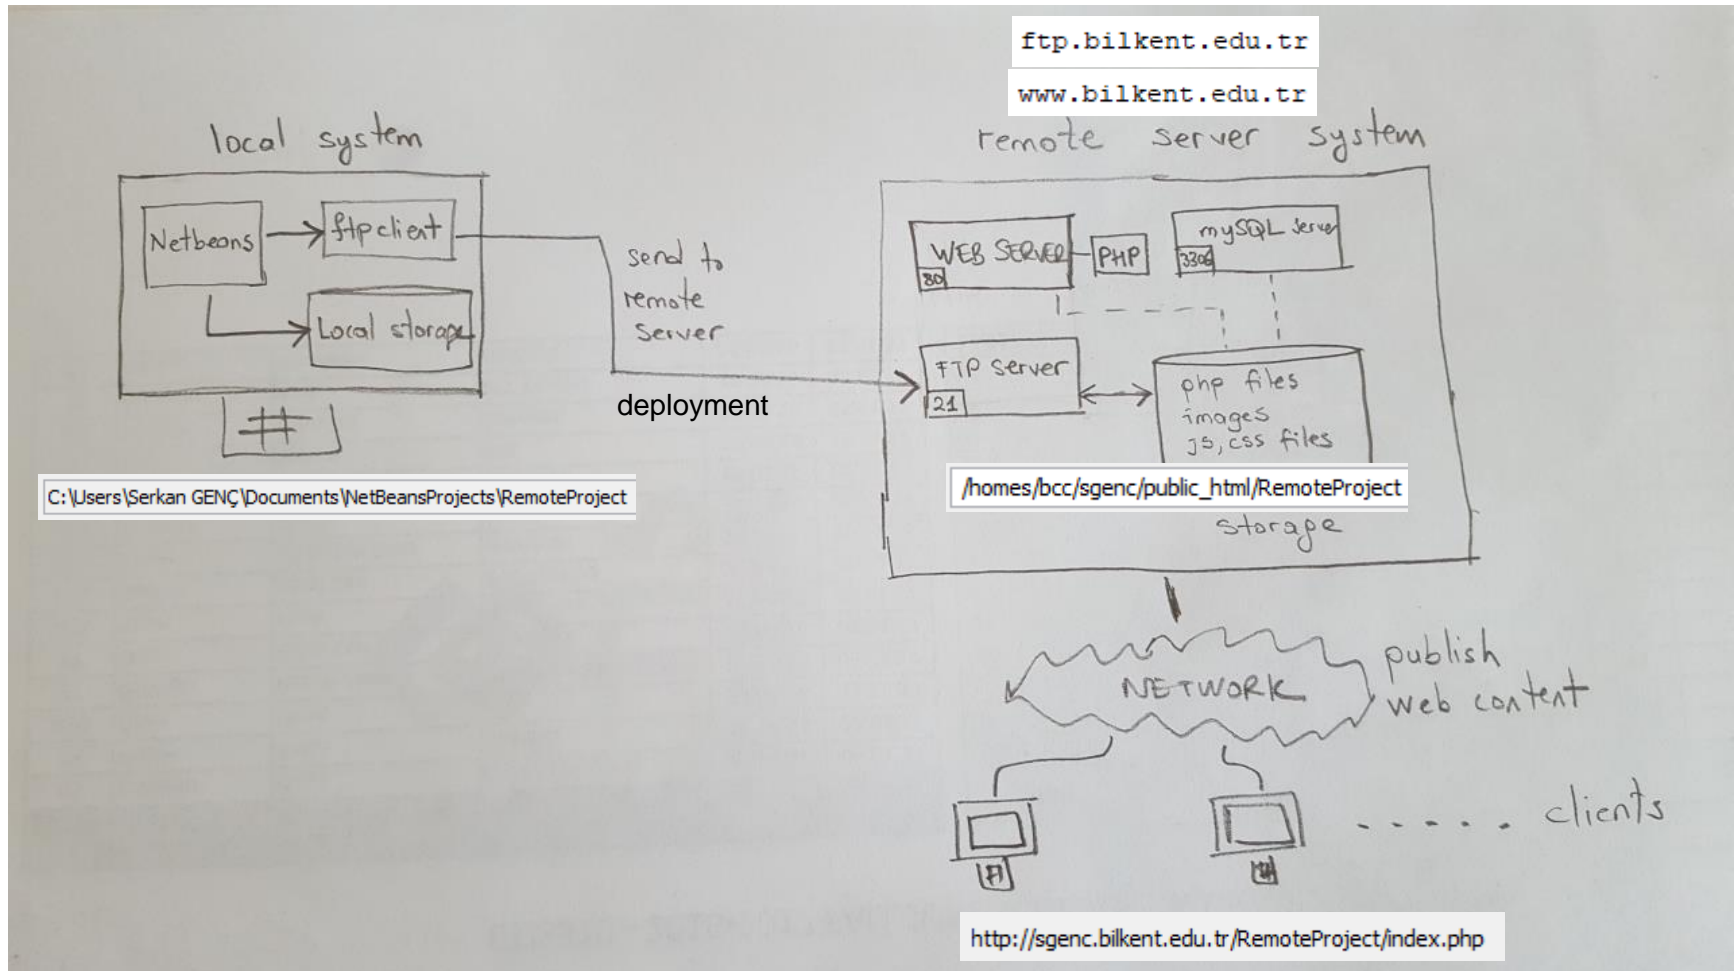 ftp.bilkent.edu.tr
www.bilkent.edu.tr
local system
remote server system
Netbeans
ftpclient
Local storage
send to
remote
server
deployment
WEB SERVER
80
PHP
mySQL Server
3306
FTP Server
21
php files
images
js, css files
C:\Users\Serkan GENÇ\Documents\NetBeansProjects\RemoteProject
/homes/bcc/sgenc/public_html/RemoteProject
storage
NETWORK
publish
web content
clients
http://sgenc.bilkent.edu.tr/RemoteProject/index.php